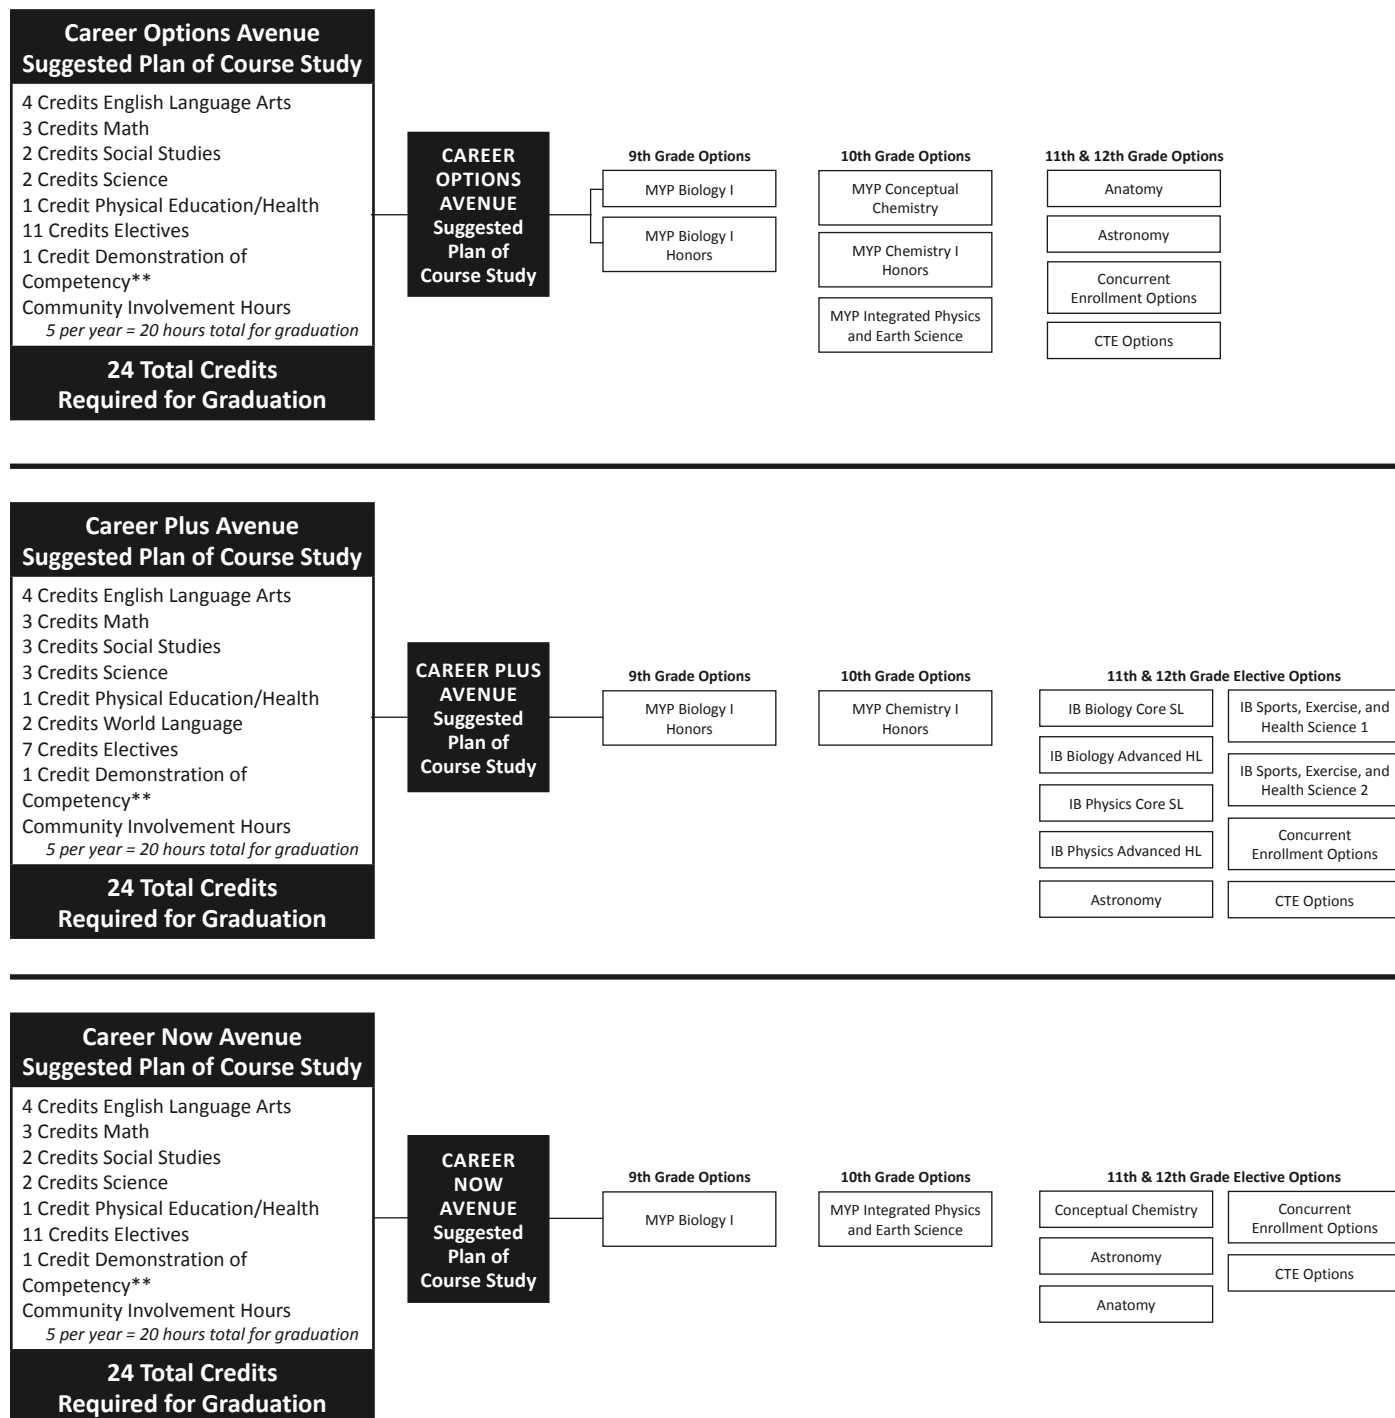 Career Options Avenue
Suggested Plan of Course Study
4 Credits English Language Arts
3 Credits Math
2 Credits Social Studies
2 Credits Science
1 Credit Physical Education/Health
11 Credits Electives
1 Credit Demonstration of
Competency**
Community Involvement Hours
5 per year = 20 hours total for graduation
24 Total Credits
Required for Graduation
CAREER
OPTIONS
AVENUE
Suggested
Plan of
Course Study
9th Grade Options
MYP Biology I
MYP Biology I
Honors
10th Grade Options
MYP Conceptual
Chemistry
MYP Chemistry I
Honors
MYP Integrated Physics
and Earth Science
11th & 12th Grade Options
Anatomy
Astronomy
Concurrent
Enrollment Options
CTE Options
Career Plus Avenue
Suggested Plan of Course Study
4 Credits English Language Arts
3 Credits Math
3 Credits Social Studies
3 Credits Science
1 Credit Physical Education/Health
2 Credits World Language
7 Credits Electives
1 Credit Demonstration of
Competency**
Community Involvement Hours
5 per year = 20 hours total for graduation
24 Total Credits
Required for Graduation
CAREER PLUS
AVENUE
Suggested
Plan of
Course Study
9th Grade Options
MYP Biology I
Honors
10th Grade Options
MYP Chemistry I
Honors
11th & 12th Grade Elective Options
IB Biology Core SL
IB Biology Advanced HL
IB Physics Core SL
IB Physics Advanced HL
Astronomy
IB Sports, Exercise, and
Health Science 1
IB Sports, Exercise, and
Health Science 2
Concurrent
Enrollment Options
CTE Options
Career Now Avenue
Suggested Plan of Course Study
4 Credits English Language Arts
3 Credits Math
2 Credits Social Studies
2 Credits Science
1 Credit Physical Education/Health
11 Credits Electives
1 Credit Demonstration of
Competency**
Community Involvement Hours
5 per year = 20 hours total for graduation
24 Total Credits
Required for Graduation
CAREER
NOW
AVENUE
Suggested
Plan of
Course Study
9th Grade Options
MYP Biology I
10th Grade Options
MYP Integrated Physics
and Earth Science
11th & 12th Grade Elective Options
Conceptual Chemistry
Astronomy
Anatomy
Concurrent
Enrollment Options
CTE Options